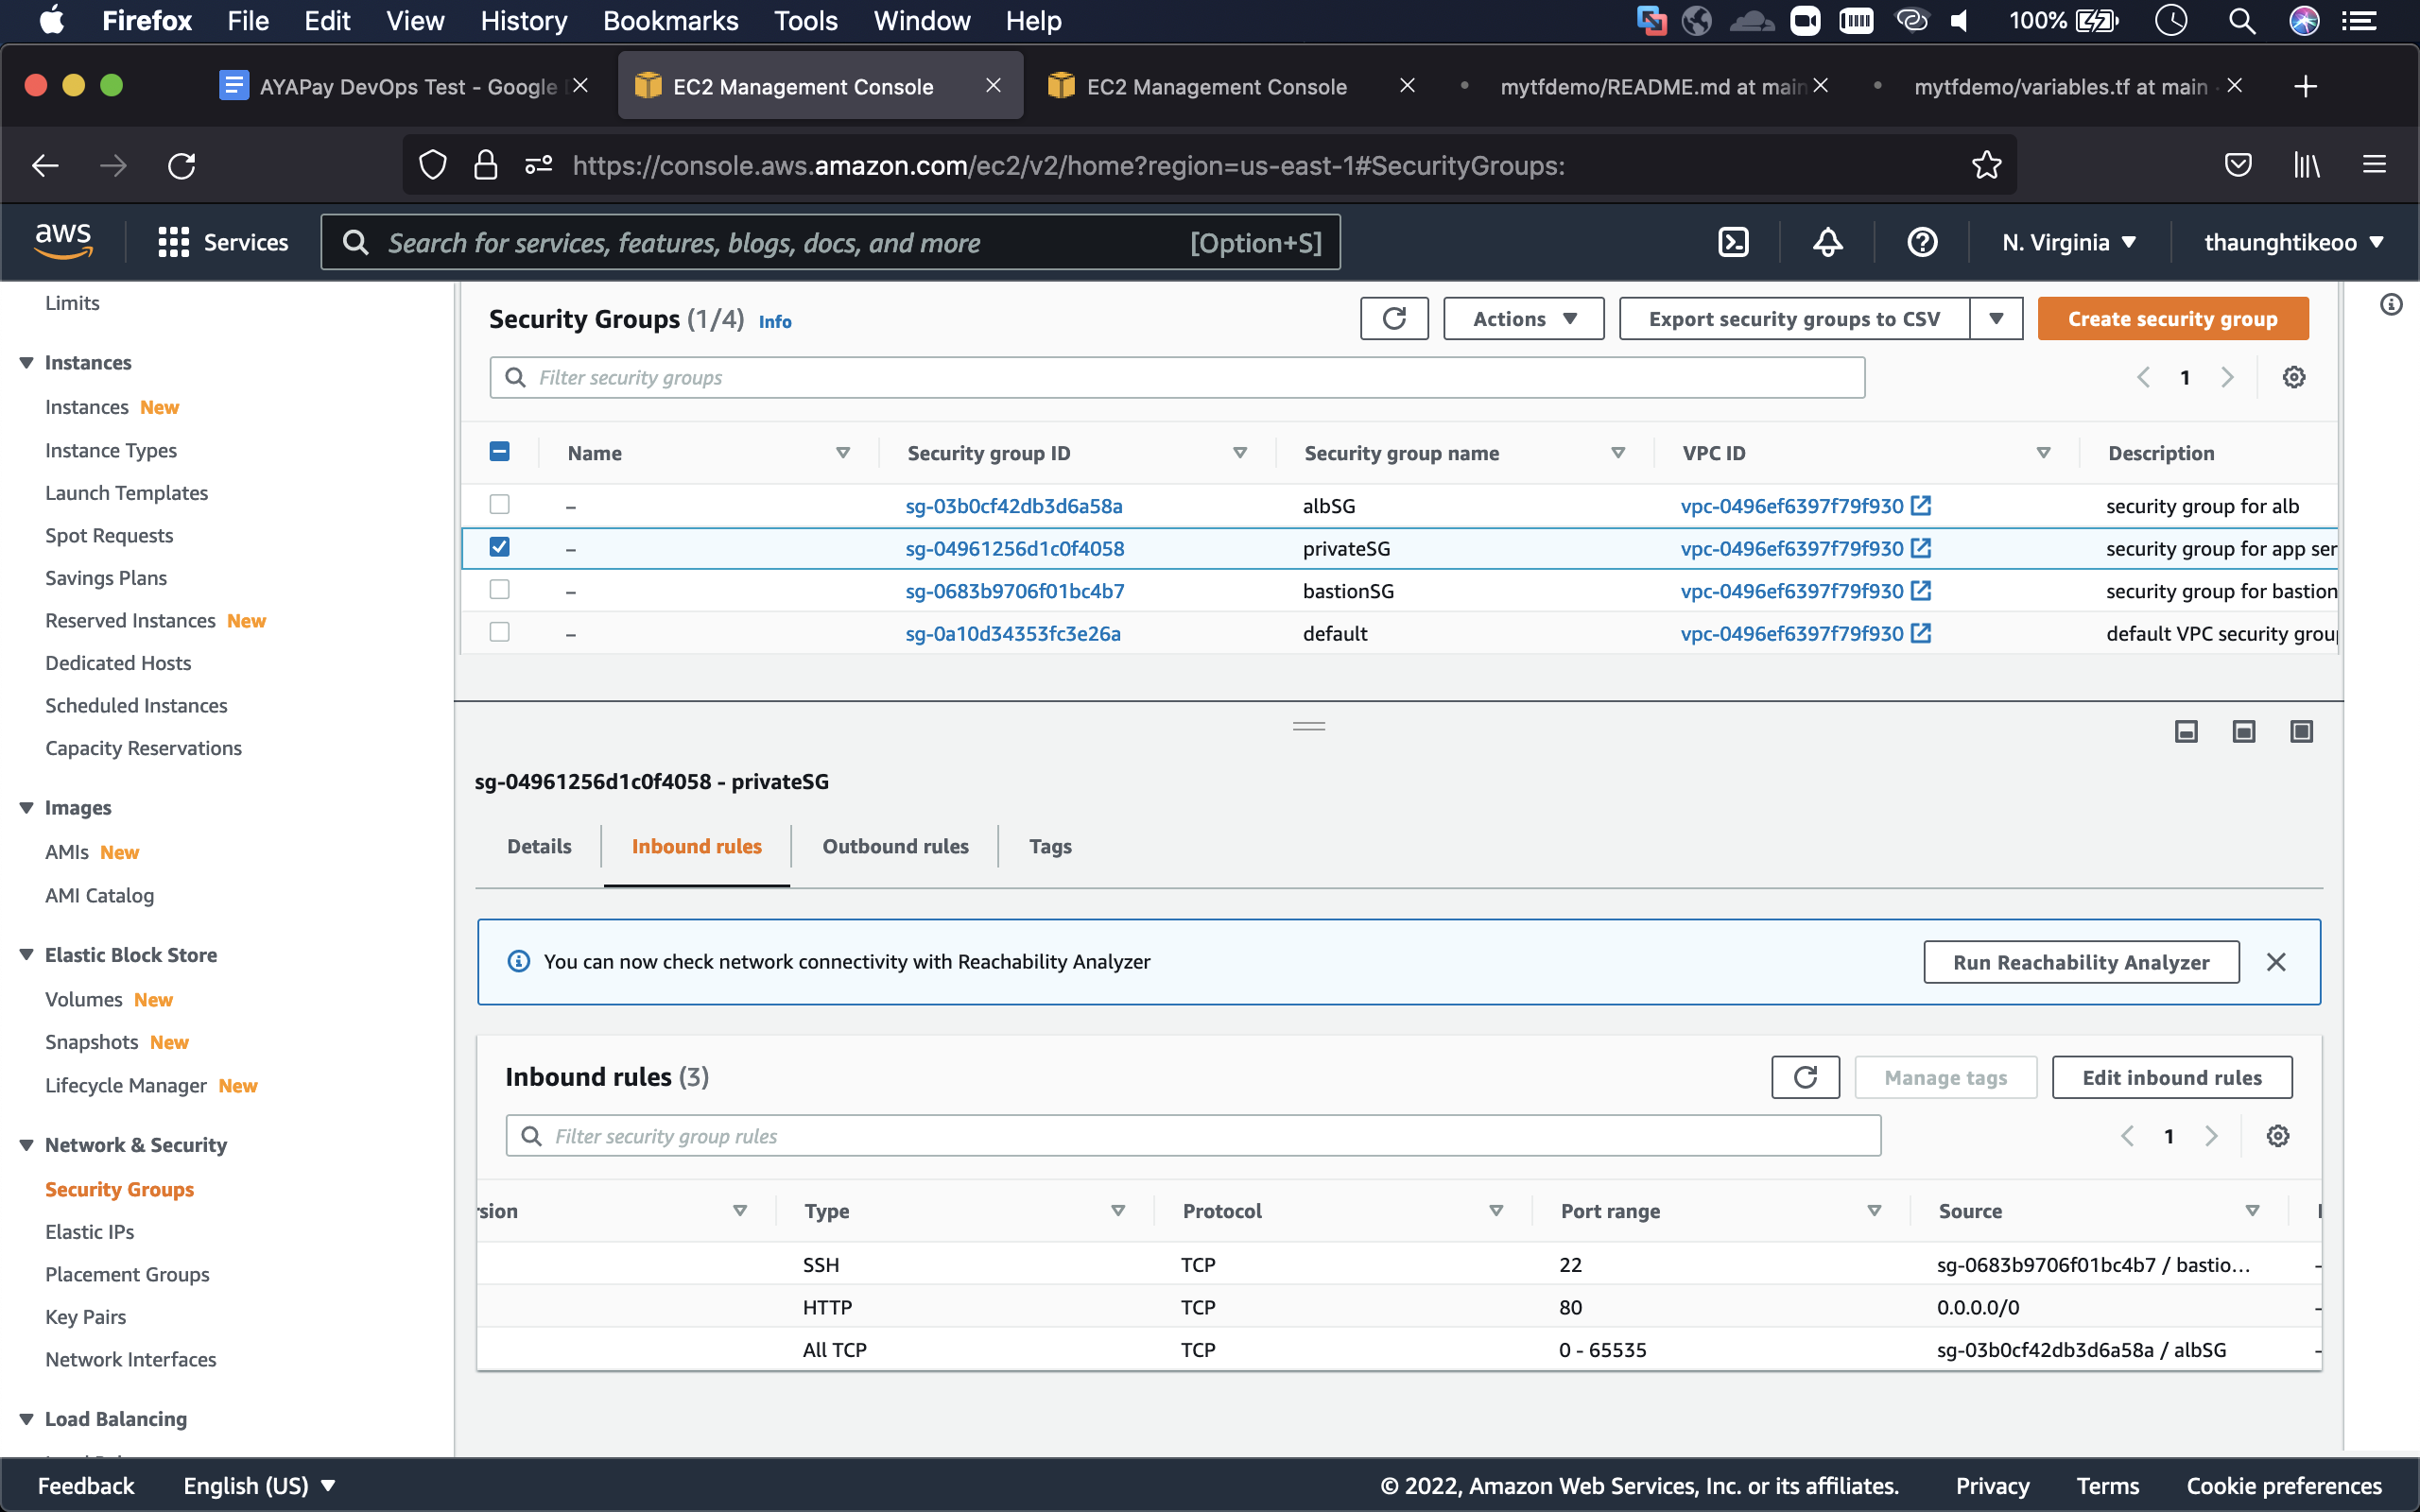 Firefox File Edit View History Bookmarks Tools Window Help 100%
AYAPay DevOps Test - Google EC2 Management Console EC2 Management Console mytfdemo/README.md at main mytfdemo/variables.tf at main
https://console.aws.amazon.com/ec2/v2/home?region=us-east-1#SecurityGroups:
aws Services Search for services, features, blogs, docs, and more [Option+S] N. Virginia thaunghtikeoo
Limits
Instances
Instances New
Instance Types
Launch Templates
Spot Requests
Savings Plans
Reserved Instances New
Dedicated Hosts
Scheduled Instances
Capacity Reservations
Images
AMIs New
AMI Catalog
Elastic Block Store
Volumes New
Snapshots New
Lifecycle Manager New
Network & Security
Security Groups
Elastic IPs
Placement Groups
Key Pairs
Network Interfaces
Load Balancing
Security Groups (1/4) Info Actions Export security groups to CSV Create security group
Filter security groups 1
Name Security group ID Security group name VPC ID Description
– sg-03b0cf42db3d6a58a albSG vpc-0496ef6397f79f930 security group for alb
– sg-04961256d1c0f4058 privateSG vpc-0496ef6397f79f930 security group for app ser
– sg-0683b9706f01bc4b7 bastionSG vpc-0496ef6397f79f930 security group for bastion
– sg-0a10d34353fc3e26a default vpc-0496ef6397f79f930 default VPC security grou
sg-04961256d1c0f4058 - privateSG
Details Inbound rules Outbound rules Tags
You can now check network connectivity with Reachability Analyzer Run Reachability Analyzer
Inbound rules (3) Manage tags Edit inbound rules
Filter security group rules 1
rsion Type Protocol Port range Source
SSH TCP 22 sg-0683b9706f01bc4b7 / bastio... –
HTTP TCP 80 0.0.0.0/0 –
All TCP TCP 0 - 65535 sg-03b0cf42db3d6a58a / albSG –
Feedback English (US) © 2022, Amazon Web Services, Inc. or its affiliates. Privacy Terms Cookie preferences